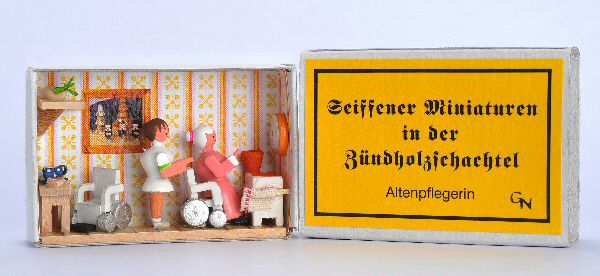 Seiffener Miniaturen
in der
Zündholzschachtel
Altenpflegerin
GN